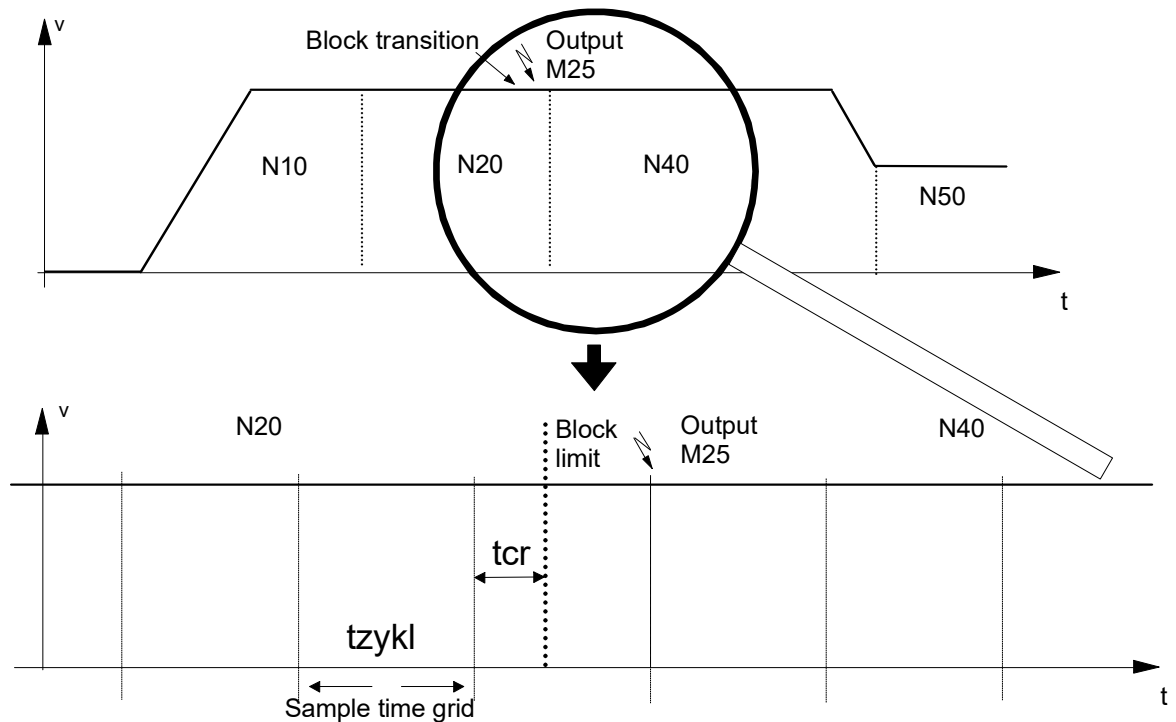 v
Block transition
Output
M25
N10
N20
N40
N50
t
v
N20
Block
limit
Output
M25
N40
tcr
tzykl
Sample time grid
t